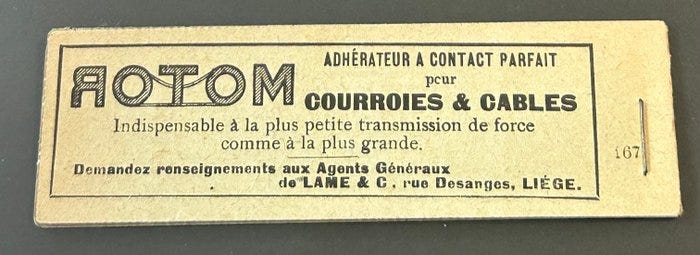 ROTOM
ADHÉRATEUR A CONTACT PARFAIT
pour
COURROIES & CABLES
Indispensable à la plus petite transmission de force
comme à la plus grande.
Demandez renseignements aux Agents Généraux
de LAME & C, rue Desanges, LIÉGE.
167